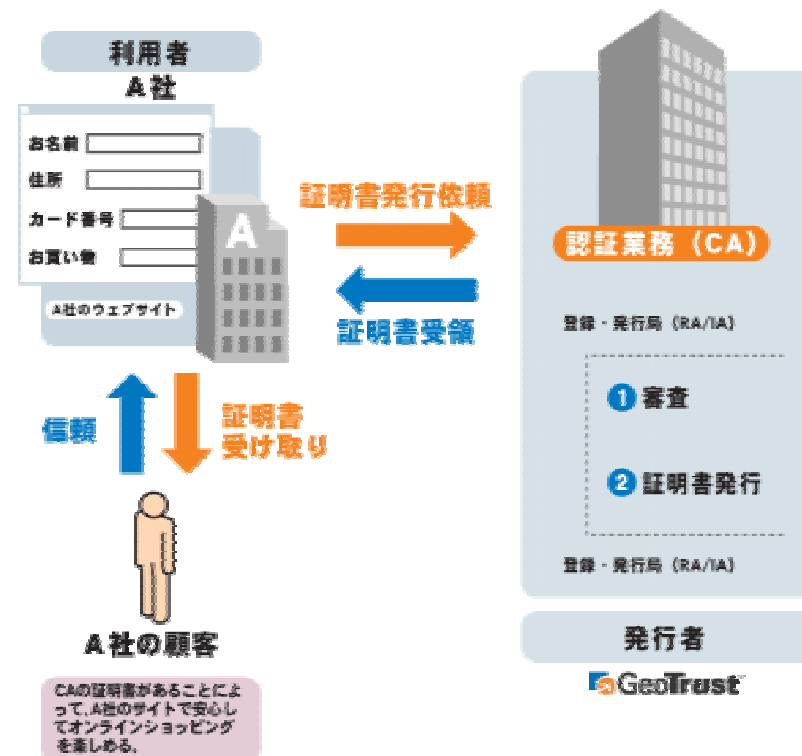 利用者
A社
お名前
住所
カード番号
お買い物
A
A社のウェブサイト
証明書発行依頼
証明書受領
信頼
証明書
受け取り
A社の顧客
CAの証明書があることによ
って、A社のサイトで安心し
てオンラインショッピング
を楽しめる。
認証業務（CA）
登録・発行局（RA/IA）
1 審査
2 証明書発行
登録・発行局（RA/IA）
発行者
GeoTrust